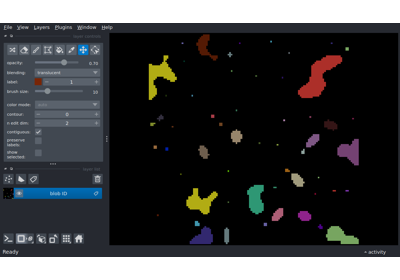 File View Layers Plugins Window Help
opacity: 0.70
blending: translucent
label: 1
brush size: 10
color mode:
contour: 0
n edit dim: 2
contiguous:
preserve labels:
show selected:
blob ID
Ready activity